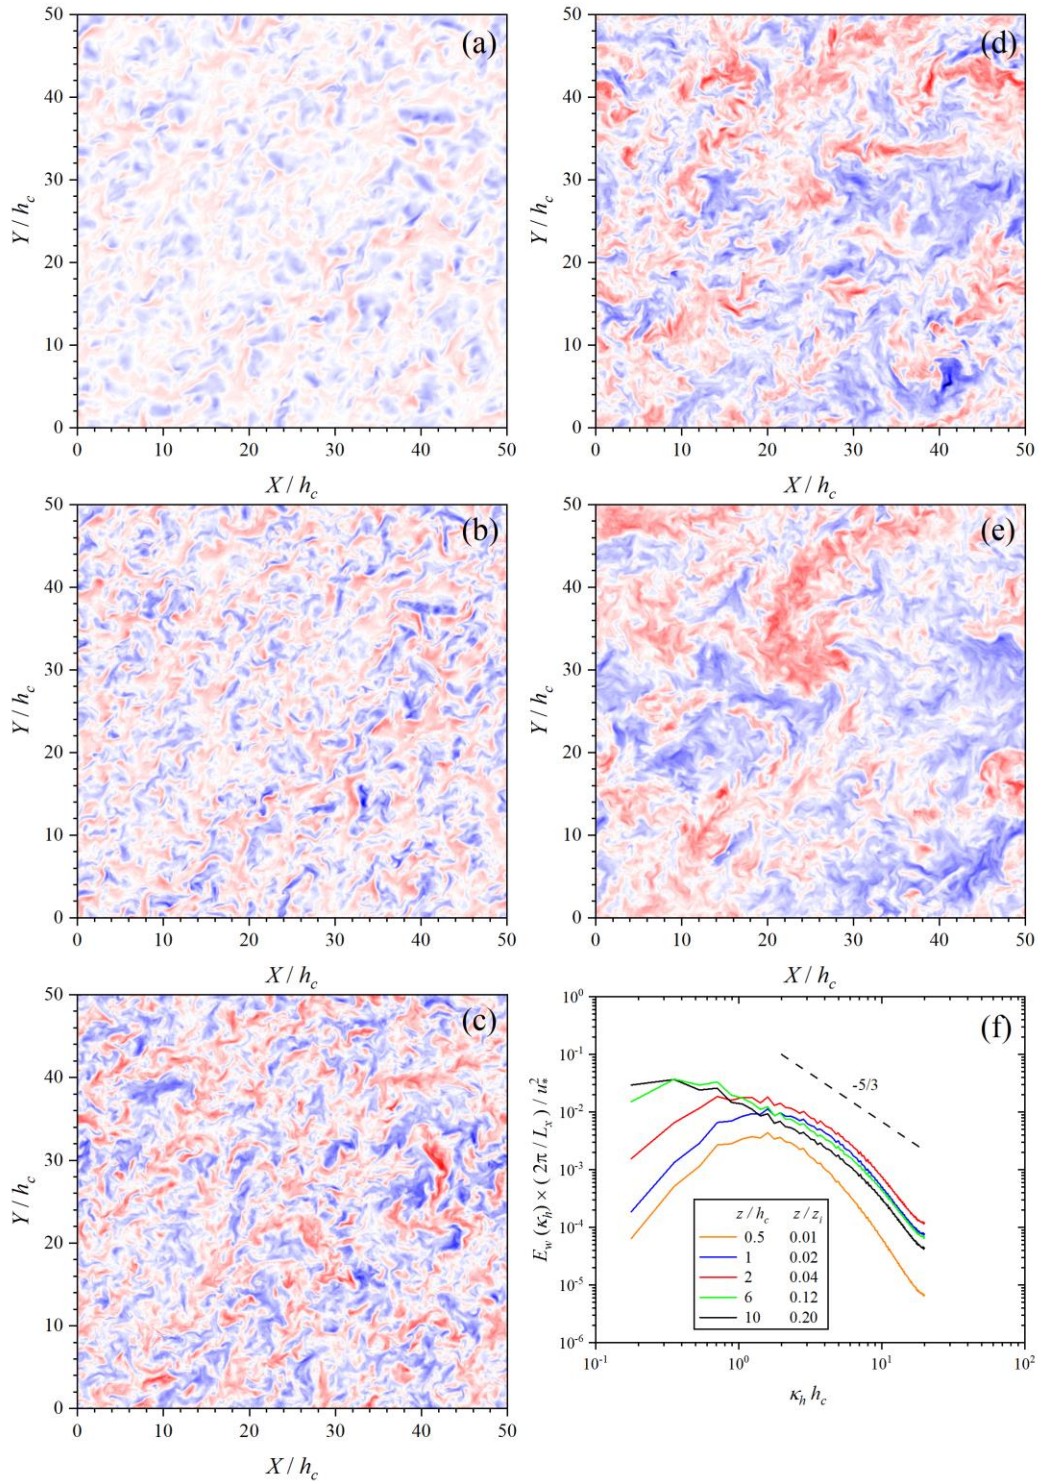 (a)
50
40
30
20
10
0
Y / h_c
0 10 20 30 40 50
X / h_c
(d)
50
40
30
20
10
0
Y / h_c
0 10 20 30 40 50
X / h_c
(b)
50
40
30
20
10
0
Y / h_c
0 10 20 30 40 50
X / h_c
(e)
50
40
30
20
10
0
Y / h_c
0 10 20 30 40 50
X / h_c
(c)
50
40
30
20
10
0
Y / h_c
0 10 20 30 40 50
X / h_c
(f)
10^0
10^-1
10^-2
10^-3
10^-4
10^-5
10^-6
E_w (κ_h) × ( 2π / L_x ) / u_*^2
-5/3
z / h_c z / z_i
0.5 0.01
1 0.02
2 0.04
6 0.12
10 0.20
10^-1 10^0 10^1 10^2
κ_h h_c